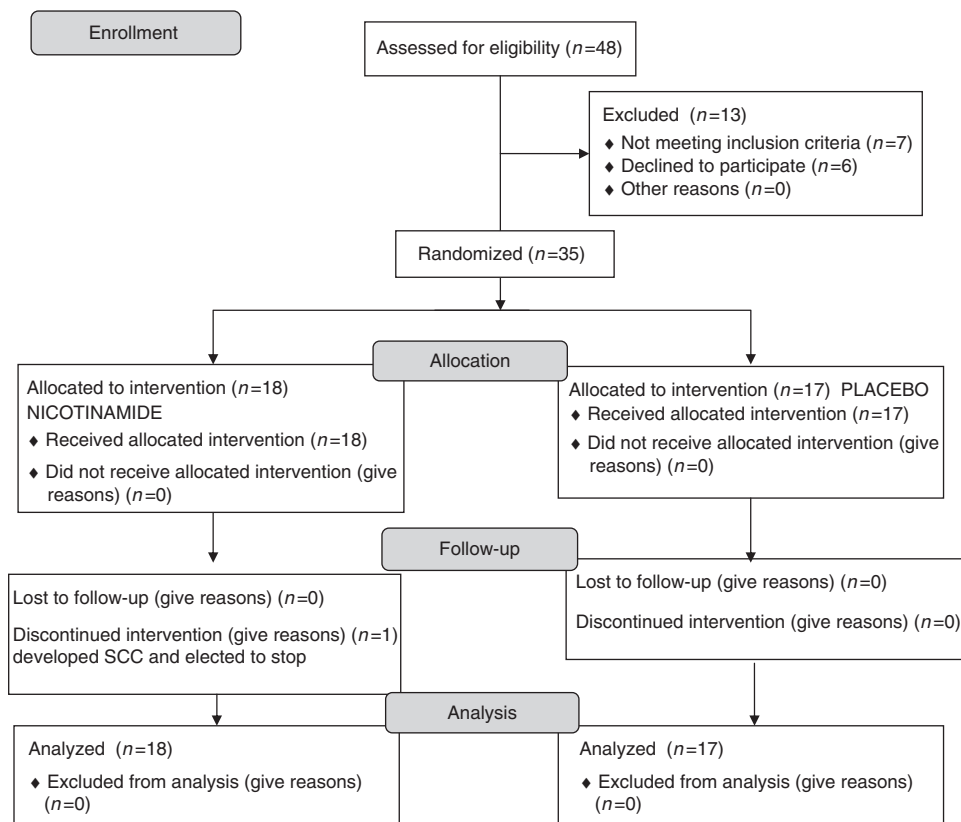 Enrollment
Assessed for eligibility (n=48)
Excluded (n=13)
♦ Not meeting inclusion criteria (n=7)
♦ Declined to participate (n=6)
♦ Other reasons (n=0)
Randomized (n=35)
Allocation
Allocated to intervention (n=18)
NICOTINAMIDE
♦ Received allocated intervention (n=18)
♦ Did not receive allocated intervention (give
reasons) (n=0)
Allocated to intervention (n=17) PLACEBO
♦ Received allocated intervention (n=17)
♦ Did not receive allocated intervention (give
reasons) (n=0)
Follow-up
Lost to follow-up (give reasons) (n=0)
Discontinued intervention (give reasons) (n=1)
developed SCC and elected to stop
Lost to follow-up (give reasons) (n=0)
Discontinued intervention (give reasons) (n=0)
Analysis
Analyzed (n=18)
♦ Excluded from analysis (give reasons)
(n=0)
Analyzed (n=17)
♦ Excluded from analysis (give reasons)
(n=0)